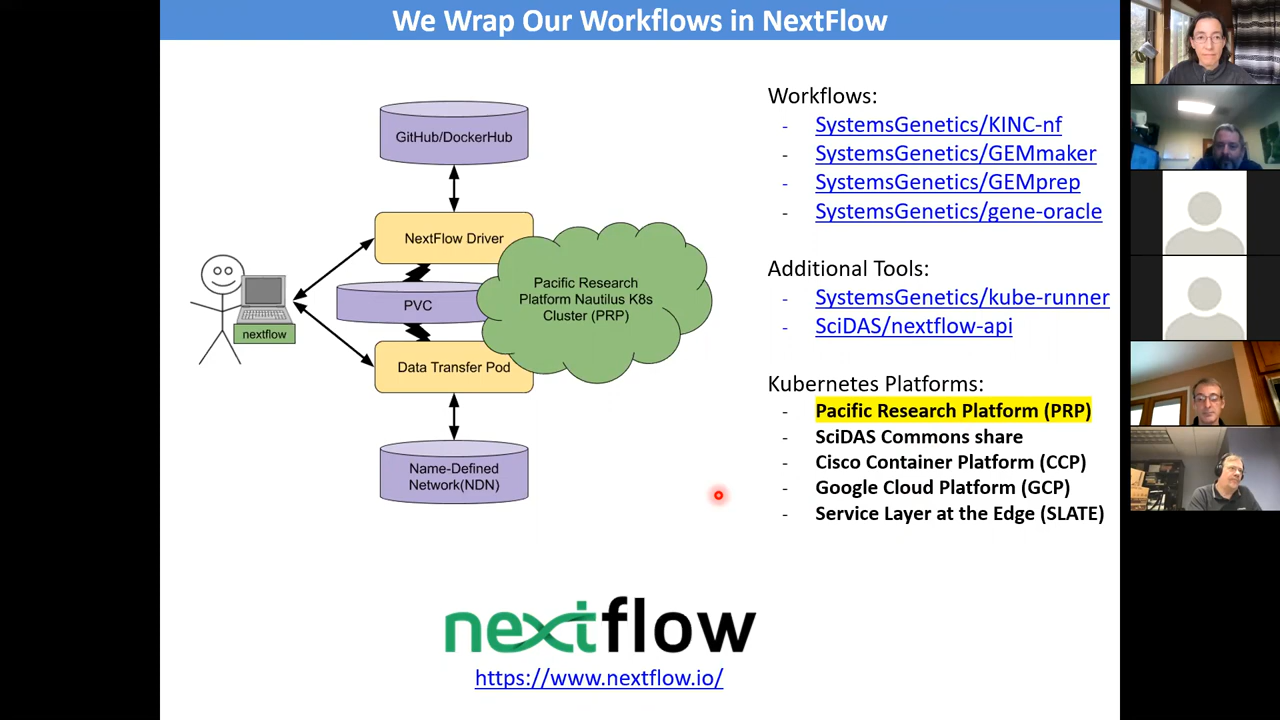 We Wrap Our Workflows in NextFlow
GitHub/DockerHub
NextFlow Driver
PVC
Pacific Research
Platform Nautilus K8s
Cluster (PRP)
nextflow
Data Transfer Pod
Name-Defined
Network(NDN)
Workflows:
- SystemsGenetics/KINC-nf
- SystemsGenetics/GEMmaker
- SystemsGenetics/GEMprep
- SystemsGenetics/gene-oracle
Additional Tools:
- SystemsGenetics/kube-runner
- SciDAS/nextflow-api
Kubernetes Platforms:
- Pacific Research Platform (PRP)
- SciDAS Commons share
- Cisco Container Platform (CCP)
- Google Cloud Platform (GCP)
- Service Layer at the Edge (SLATE)
nextflow
https://www.nextflow.io/